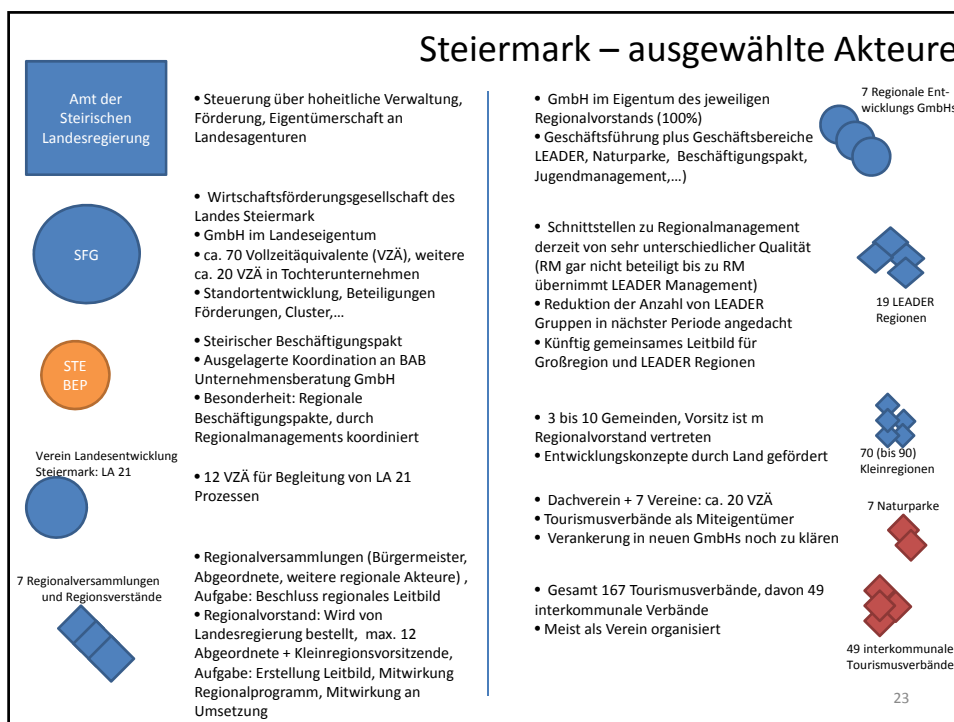 Steiermark – ausgewählte Akteure
Amt der
Steirischen
Landesregierung
• Steuerung über hoheitliche Verwaltung,
Förderung, Eigentümerschaft an
Landesagenturen
SFG
• Wirtschaftsförderungsgesellschaft des
Landes Steiermark
• GmbH im Landeseigentum
• ca. 70 Vollzeitäquivalente (VZÄ), weitere
ca. 20 VZÄ in Tochterunternehmen
• Standortentwicklung, Beteiligungen
Förderungen, Cluster,...
STE
BEP
• Steirischer Beschäftigungspakt
• Ausgelagerte Koordination an BAB
Unternehmensberatung GmbH
• Besonderheit: Regionale
Beschäftigungspakte, durch
Regionalmanagements koordiniert
Verein Landesentwicklung
Steiermark: LA 21
• 12 VZÄ für Begleitung von LA 21
Prozessen
7 Regionalversammlungen
und Regionsverstände
• Regionalversammlungen (Bürgermeister,
Abgeordnete, weitere regionale Akteure) ,
Aufgabe: Beschluss regionales Leitbild
• Regionalvorstand: Wird von
Landesregierung bestellt, max. 12
Abgeordnete + Kleinregionsvorsitzende,
Aufgabe: Erstellung Leitbild, Mitwirkung
Regionalprogramm, Mitwirkung an
Umsetzung
• GmbH im Eigentum des jeweiligen
Regionalvorstands (100%)
• Geschäftsführung plus Geschäftsbereiche
LEADER, Naturparke, Beschäftigungspakt,
Jugendmanagement,...)
7 Regionale Ent-
wicklungs GmbHs
• Schnittstellen zu Regionalmanagement
derzeit von sehr unterschiedlicher Qualität
(RM gar nicht beteiligt bis zu RM
übernimmt LEADER Management)
• Reduktion der Anzahl von LEADER
Gruppen in nächster Periode angedacht
• Künftig gemeinsames Leitbild für
Großregion und LEADER Regionen
19 LEADER
Regionen
• 3 bis 10 Gemeinden, Vorsitz ist m
Regionalvorstand vertreten
• Entwicklungskonzepte durch Land gefördert
70 (bis 90)
Kleinregionen
• Dachverein + 7 Vereine: ca. 20 VZÄ
• Tourismusverbände als Miteigentümer
• Verankerung in neuen GmbHs noch zu klären
7 Naturparke
• Gesamt 167 Tourismusverbände, davon 49
interkommunale Verbände
• Meist als Verein organisiert
49 interkommunale
Tourismusverbände
23